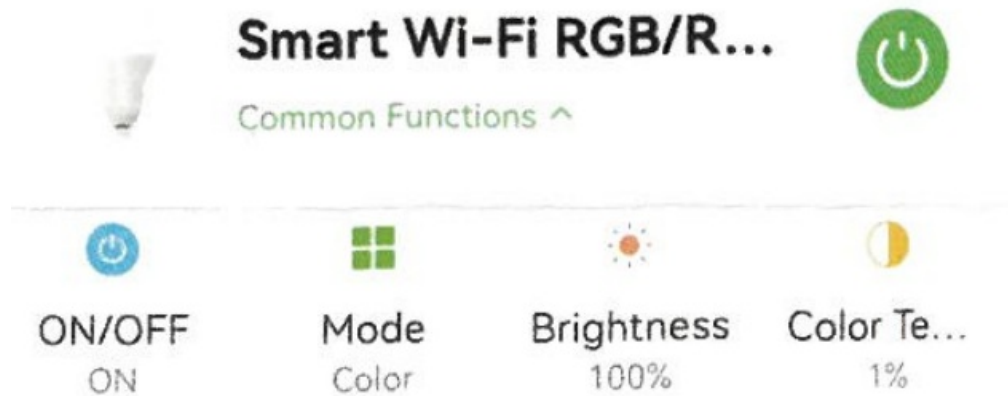 Smart Wi-Fi RGB/R...
Common Functions
ON/OFF Mode Brightness Color Te...
ON Color 100% 1%